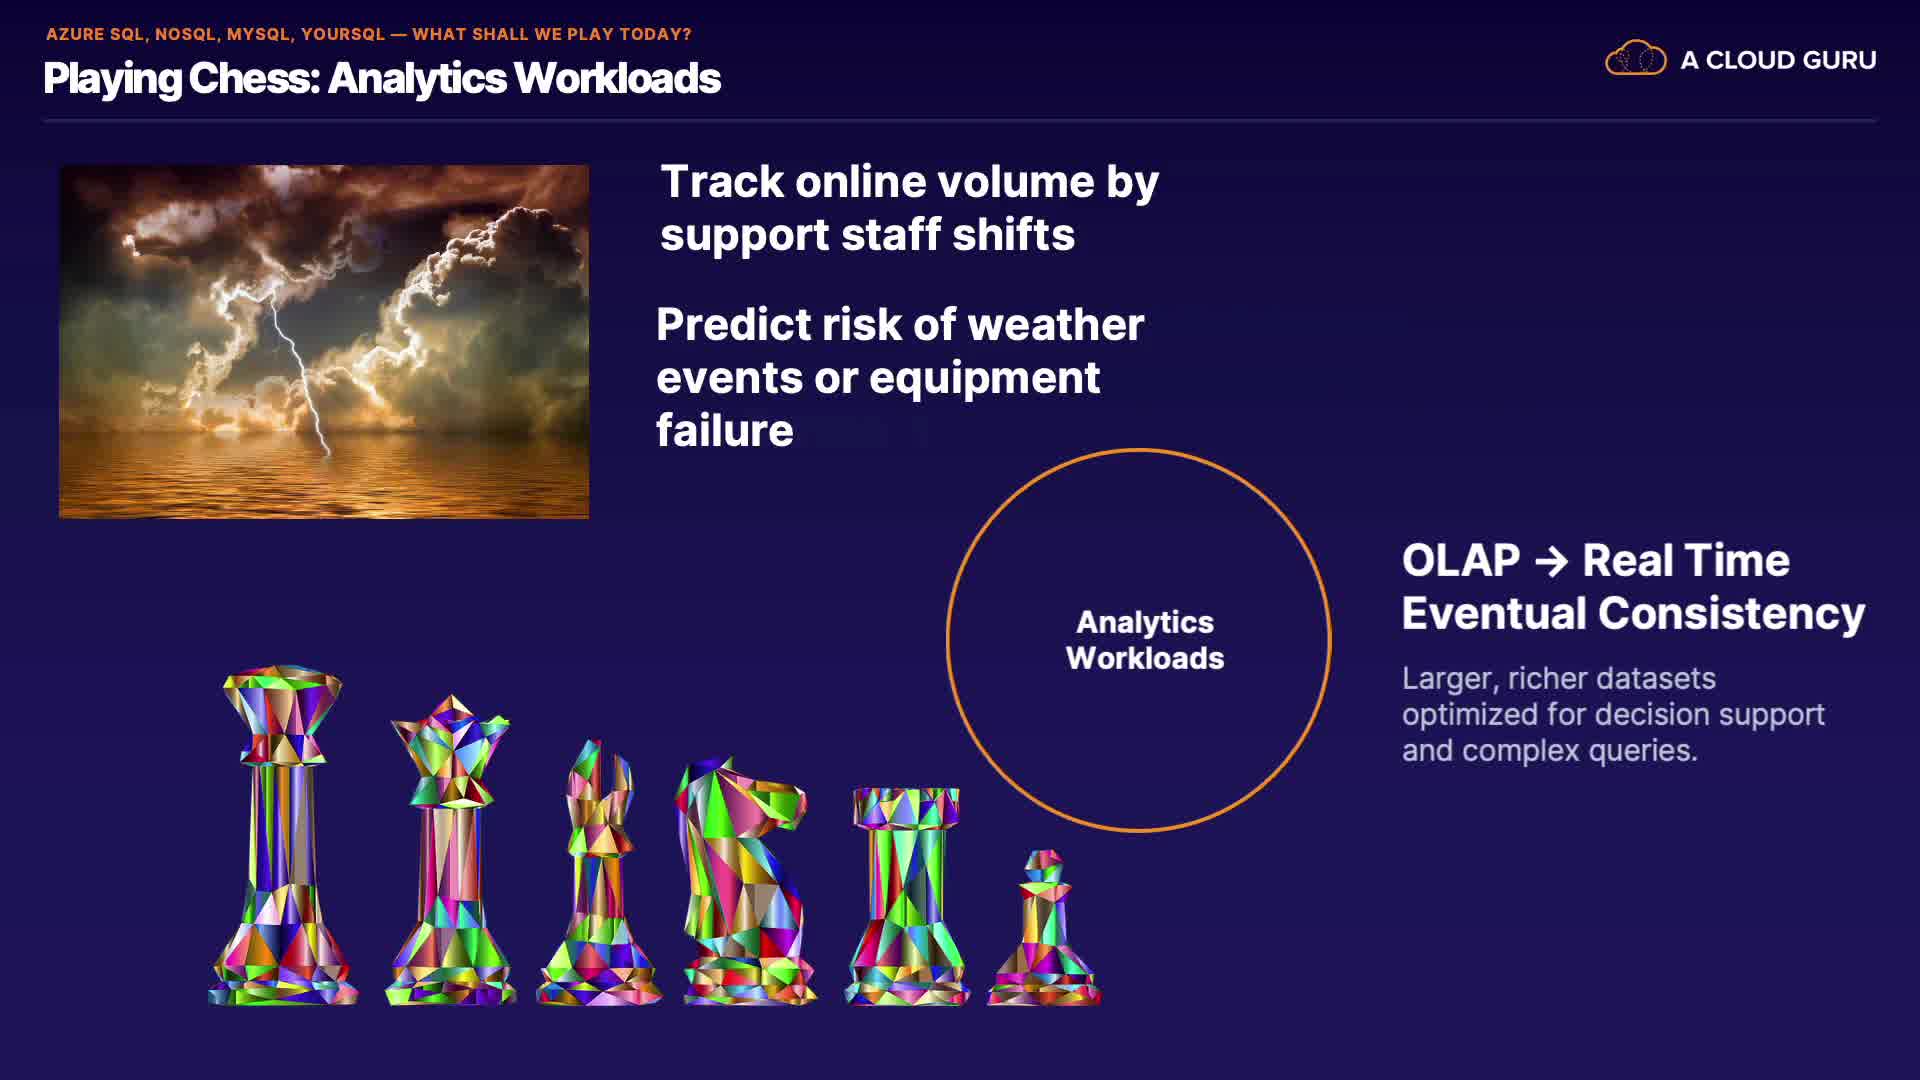 AZURE SQL, NOSQL, MYSQL, YOURSQL — WHAT SHALL WE PLAY TODAY?
Playing Chess: Analytics Workloads
A CLOUD GURU
Track online volume by
support staff shifts
Predict risk of weather
events or equipment
failure
Analytics
Workloads
OLAP → Real Time
Eventual Consistency
Larger, richer datasets
optimized for decision support
and complex queries.